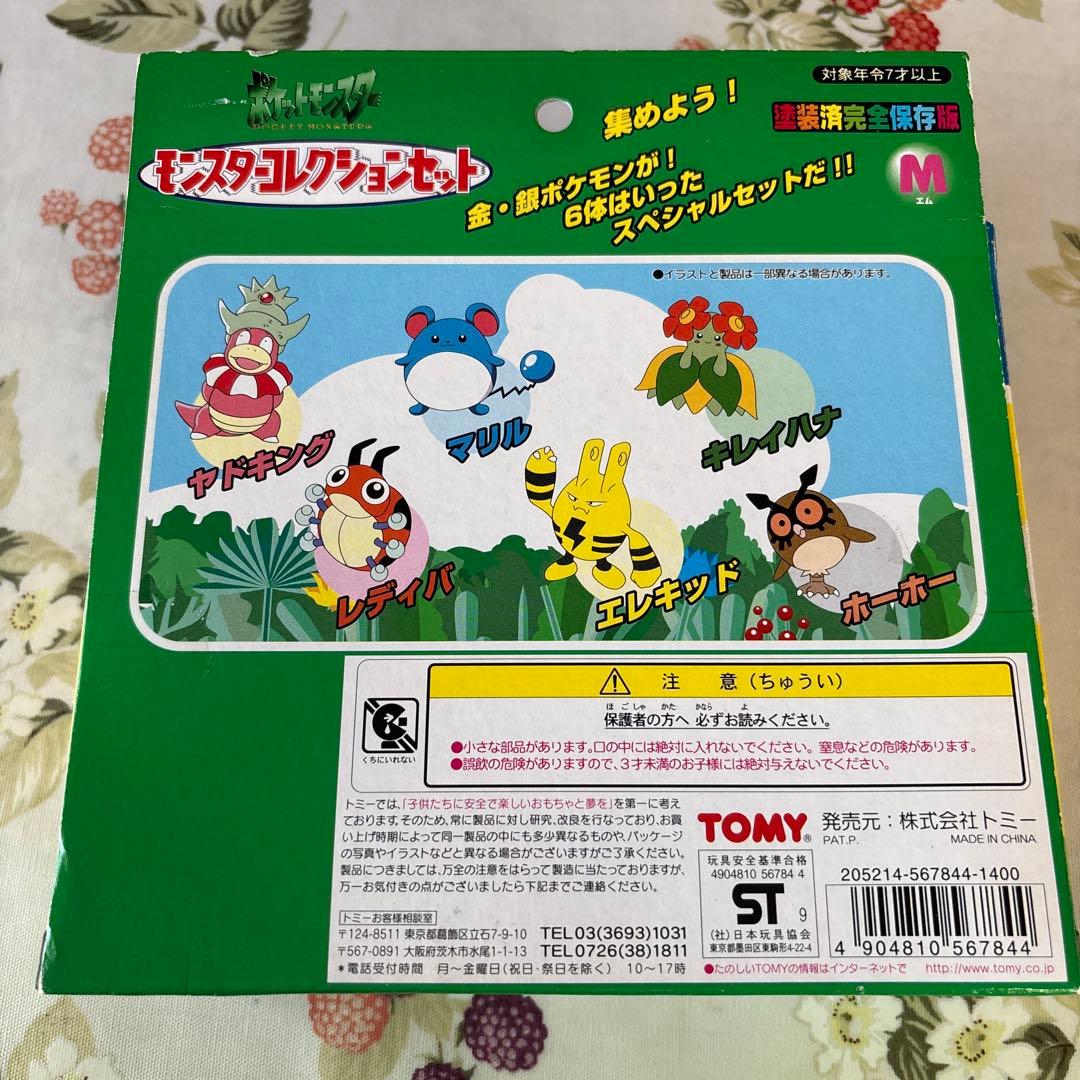 ポケットモンスター
POCKET MONSTERS
モンスターコレクションセット
集めよう!
金・銀ポケモンが!
6体はいった
スペシャルセットだ!!
対象年令7才以上
塗装済完全保存版
M
エム
●イラストと製品は一部異なる場合があります。
ヤドキング
マリル
キレイハナ
レディバ
エレキッド
ホーホー
くちにいれない
注 意(ちゅうい)
ほごしゃ かた かなら よ
保護者の方へ 必ずお読みください。
●小さな部品があります。口の中には絶対に入れないでください。窒息などの危険があります。
●誤飲の危険がありますので、3才未満のお子様には絶対与えないでください。
トミーでは、「子供たちに安全で楽しいおもちゃと夢を」を第一に考え
ております。そのため、常に製品に対し研究、改良を行なっており、お買
い上げ時期によって同一製品の中にも多少異なるものや、パッケージ
の写真やイラストなどと異なる場合がございますがご了承ください。
製品につきましては、万全の注意をはらって製造に当たっておりますが、
万一お気付きの点がございましたら下記までご連絡ください。
トミーお客様相談室
〒124-8511 東京都葛飾区立石7-9-10 TEL03(3693)1031
〒567-0891 大阪府茨木市水尾1-1-13 TEL0726(38)1811
*電話受付時間 月〜金曜日(祝日・祭日を除く) 10〜17時
TOMY®
発売元:株式会社トミー
PAT.P. MADE IN CHINA
玩具安全基準合格
4904810 56784 4
ST 9
(社)日本玩具協会
東京都墨田区東駒形4-22-4
205214-567844-1400
4 904810 567844
●たのしいTOMYの情報はインターネットで http://www.tomy.co.jp